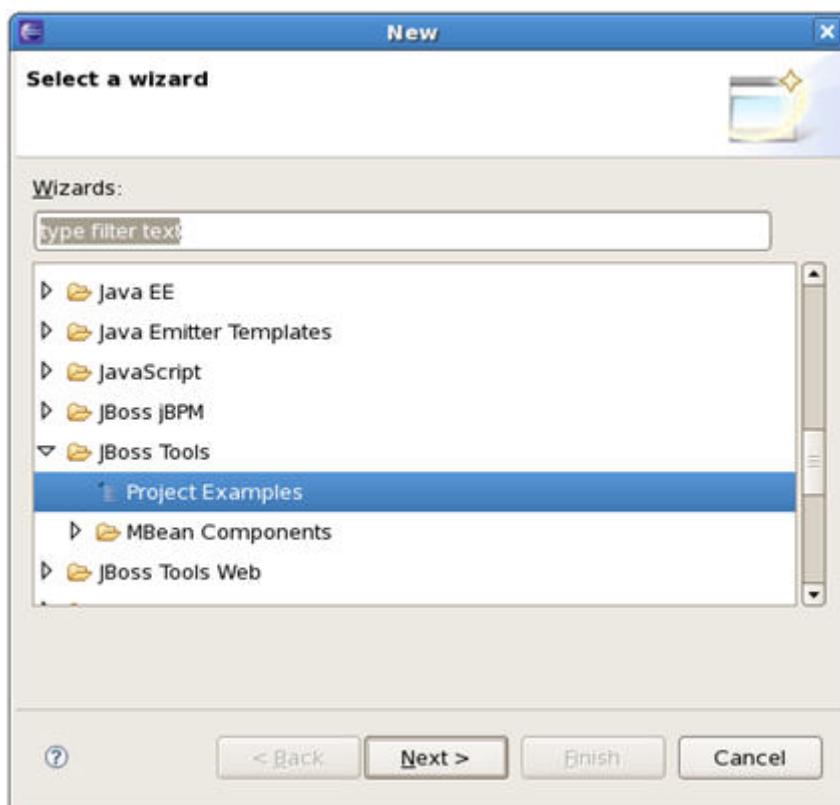 New
Select a wizard
Wizards:
type filter text
Java EE
Java Emitter Templates
JavaScript
JBoss jBPM
JBoss Tools
Project Examples
MBean Components
JBoss Tools Web
< Back Next > Finish Cancel